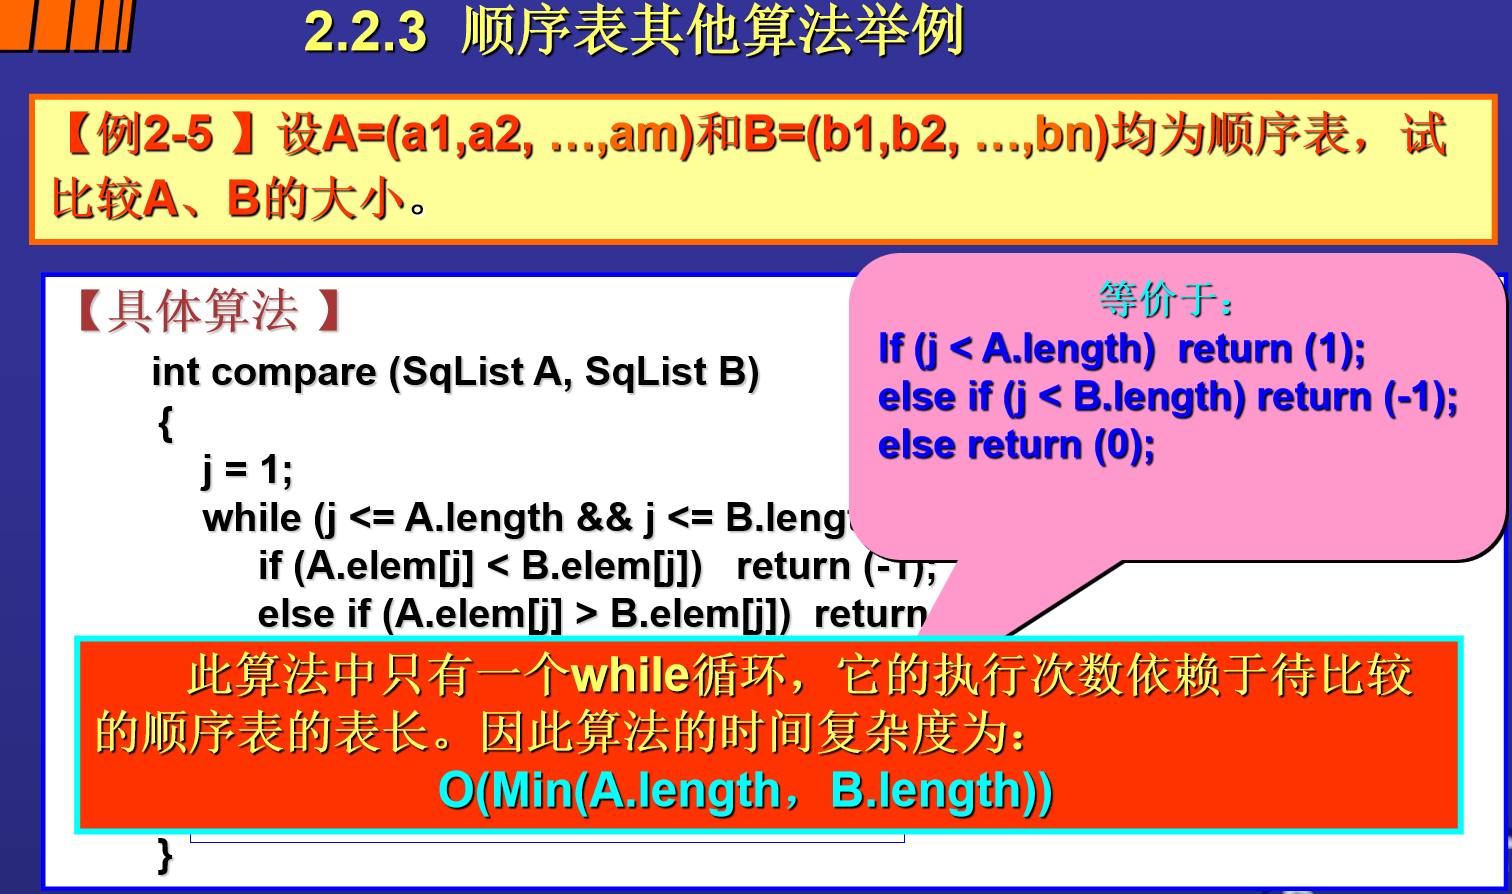 2.2.3 顺序表其他算法举例
【例2-5 】设A=(a1,a2, …,am)和B=(b1,b2, …,bn)均为顺序表，试
比较A、B的大小。
【具体算法 】
int compare (SqList A, SqList B)
{
j = 1;
while (j <= A.length && j <= B.leng
if (A.elem[j] < B.elem[j]) return (-1);
else if (A.elem[j] > B.elem[j]) return
等价于：
If (j < A.length) return (1);
else if (j < B.length) return (-1);
else return (0);
此算法中只有一个while循环，它的执行次数依赖于待比较
的顺序表的表长。因此算法的时间复杂度为：
O(Min(A.length，B.length))
}